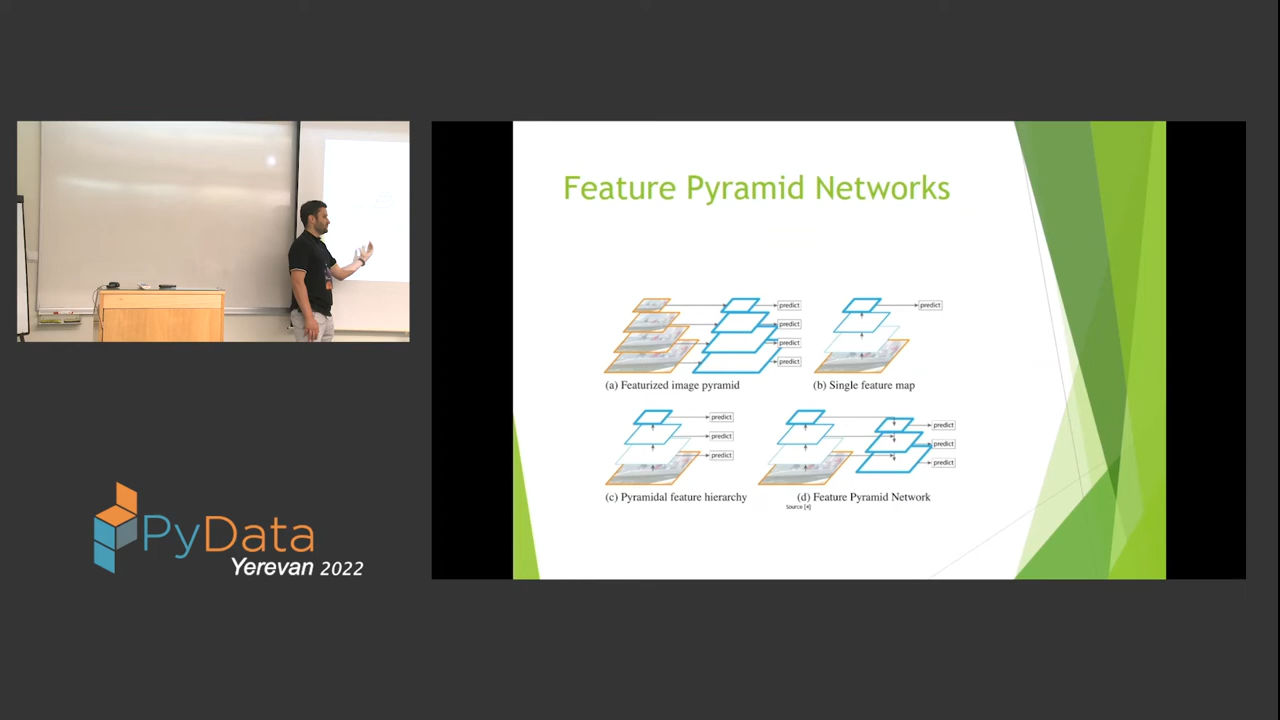 Feature Pyramid Networks
predict
predict
predict
predict
predict
(a) Featurized image pyramid
(b) Single feature map
predict
predict
predict
predict
predict
predict
(c) Pyramidal feature hierarchy
(d) Feature Pyramid Network
Source [4]
PyData
Yerevan 2022